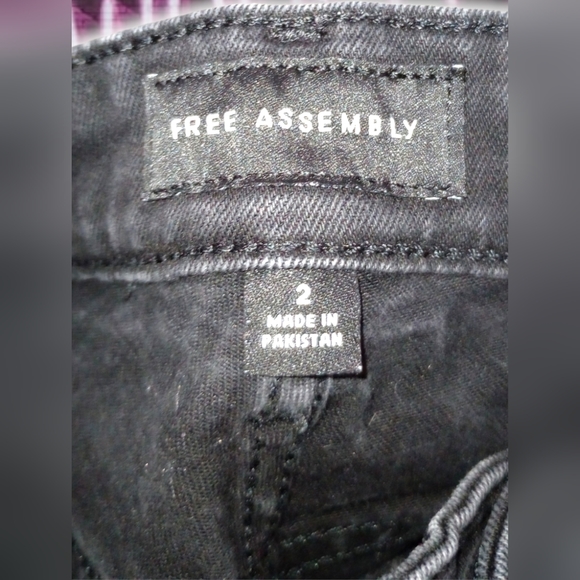 FREE ASSEMBLY
2
MADE IN
PAKISTAN